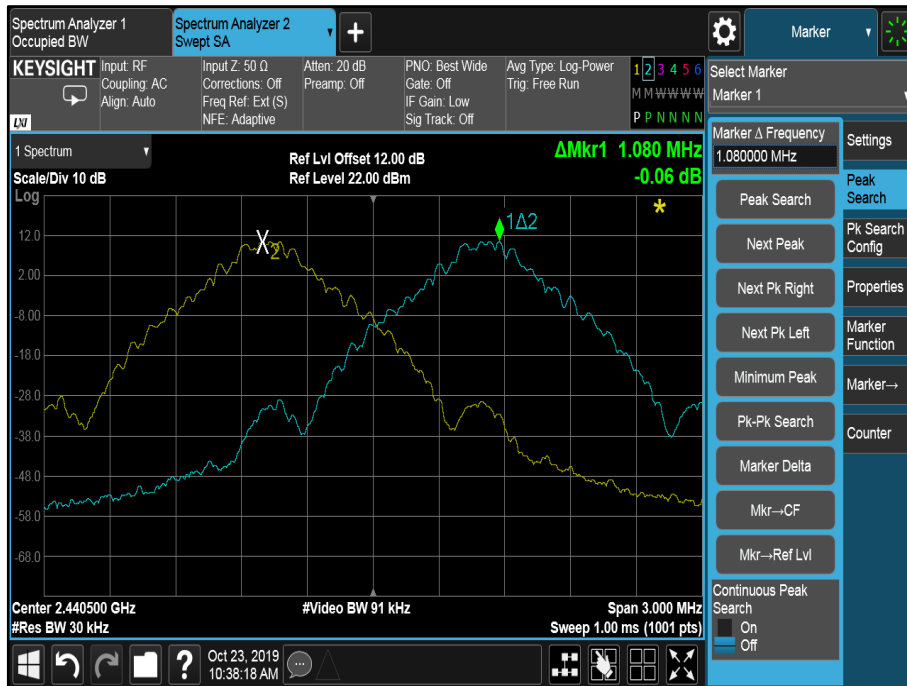 Spectrum Analyzer 1
Occupied BW
Spectrum Analyzer 2
Swept SA
Marker
KEYSIGHT
LXI
Input: RF
Coupling: AC
Align: Auto
Input Z: 50 Ω
Corrections: Off
Freq Ref: Ext (S)
NFE: Adaptive
Atten: 20 dB
Preamp: Off
PNO: Best Wide
Gate: Off
IF Gain: Low
Sig Track: Off
Avg Type: Log-Power
Trig: Free Run
1 2 3 4 5 6
M M W W W W
P P N N N N
Select Marker
Marker 1
1 Spectrum
Scale/Div 10 dB
Ref Lvl Offset 12.00 dB
Ref Level 22.00 dBm
ΔMkr1 1.080 MHz
-0.06 dB
Log
12.0
2.00
-8.00
-18.0
-28.0
-38.0
-48.0
-58.0
-68.0
2
1Δ2
Center 2.440500 GHz
#Res BW 30 kHz
#Video BW 91 kHz
Span 3.000 MHz
Sweep 1.00 ms (1001 pts)
Marker Δ Frequency
1.080000 MHz
Peak Search
Next Peak
Next Pk Right
Next Pk Left
Minimum Peak
Pk-Pk Search
Marker Delta
Mkr→CF
Mkr→Ref Lvl
Continuous Peak
Search
On
Off
Settings
Peak
Search
Pk Search
Config
Properties
Marker
Function
Marker→
Counter
?
Oct 23, 2019
10:38:18 AM